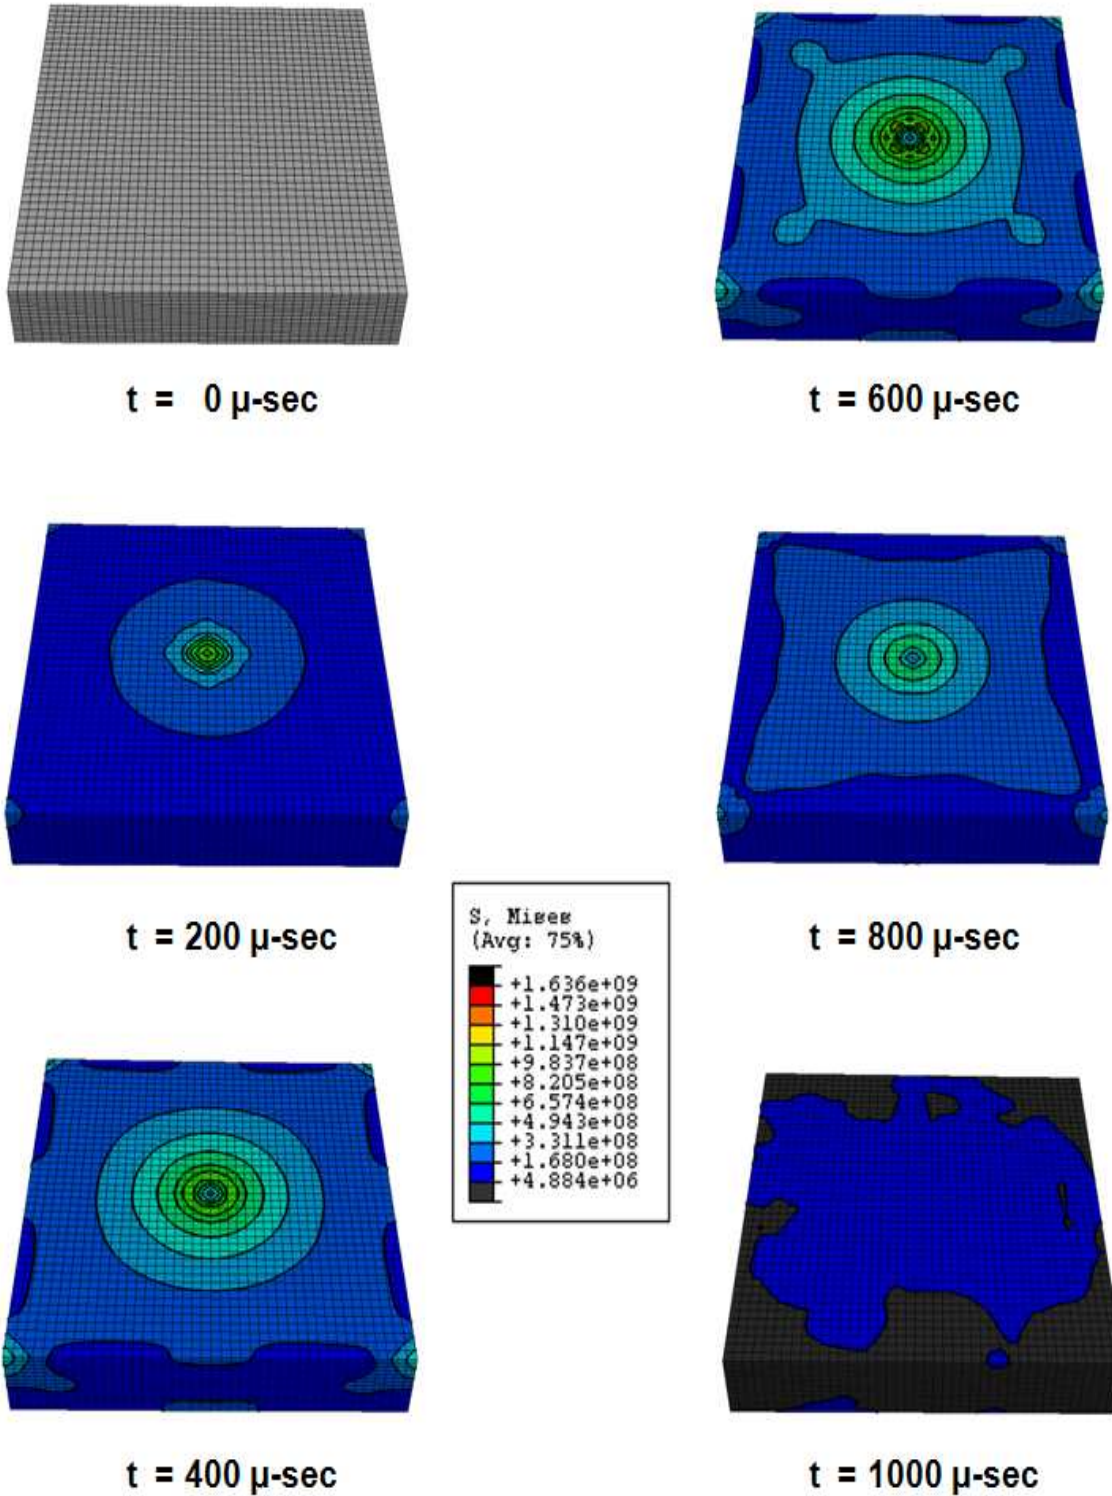 t = 0 μ-sec
t = 600 μ-sec
t = 200 μ-sec
t = 800 μ-sec
S, Mises
(Avg: 75%)
+1.636e+09
+1.473e+09
+1.310e+09
+1.147e+09
+9.837e+08
+8.205e+08
+6.574e+08
+4.943e+08
+3.311e+08
+1.680e+08
+4.884e+06
t = 400 μ-sec
t = 1000 μ-sec